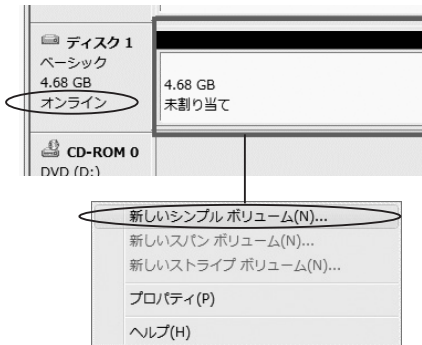 ディスク 1
ベーシック
4.68 GB
オンライン
4.68 GB
未割り当て
CD-ROM 0
DVD (D:)
新しいシンプル ボリューム(N)...
新しいスパン ボリューム(N)...
新しいストライプ ボリューム(N)...
プロパティ(P)
ヘルプ(H)